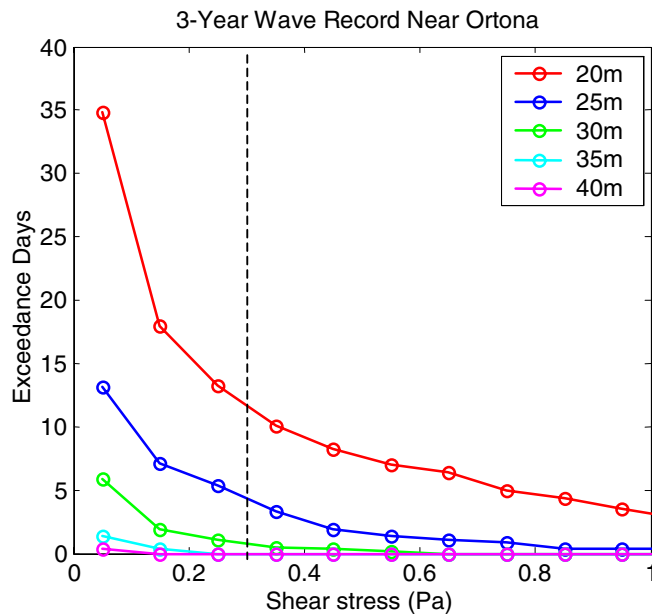 3-Year Wave Record Near Ortona
40
35
30
25
20
15
10
5
0
Exceedance Days
20m
25m
30m
35m
40m
0
0.2
0.4
0.6
0.8
1
Shear stress (Pa)